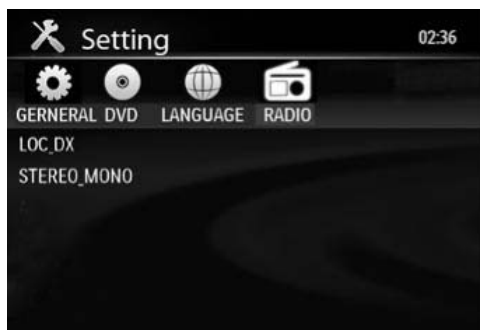 Setting 02:36
GERNERAL DVD LANGUAGE RADIO
LOC_DX
STEREO_MONO